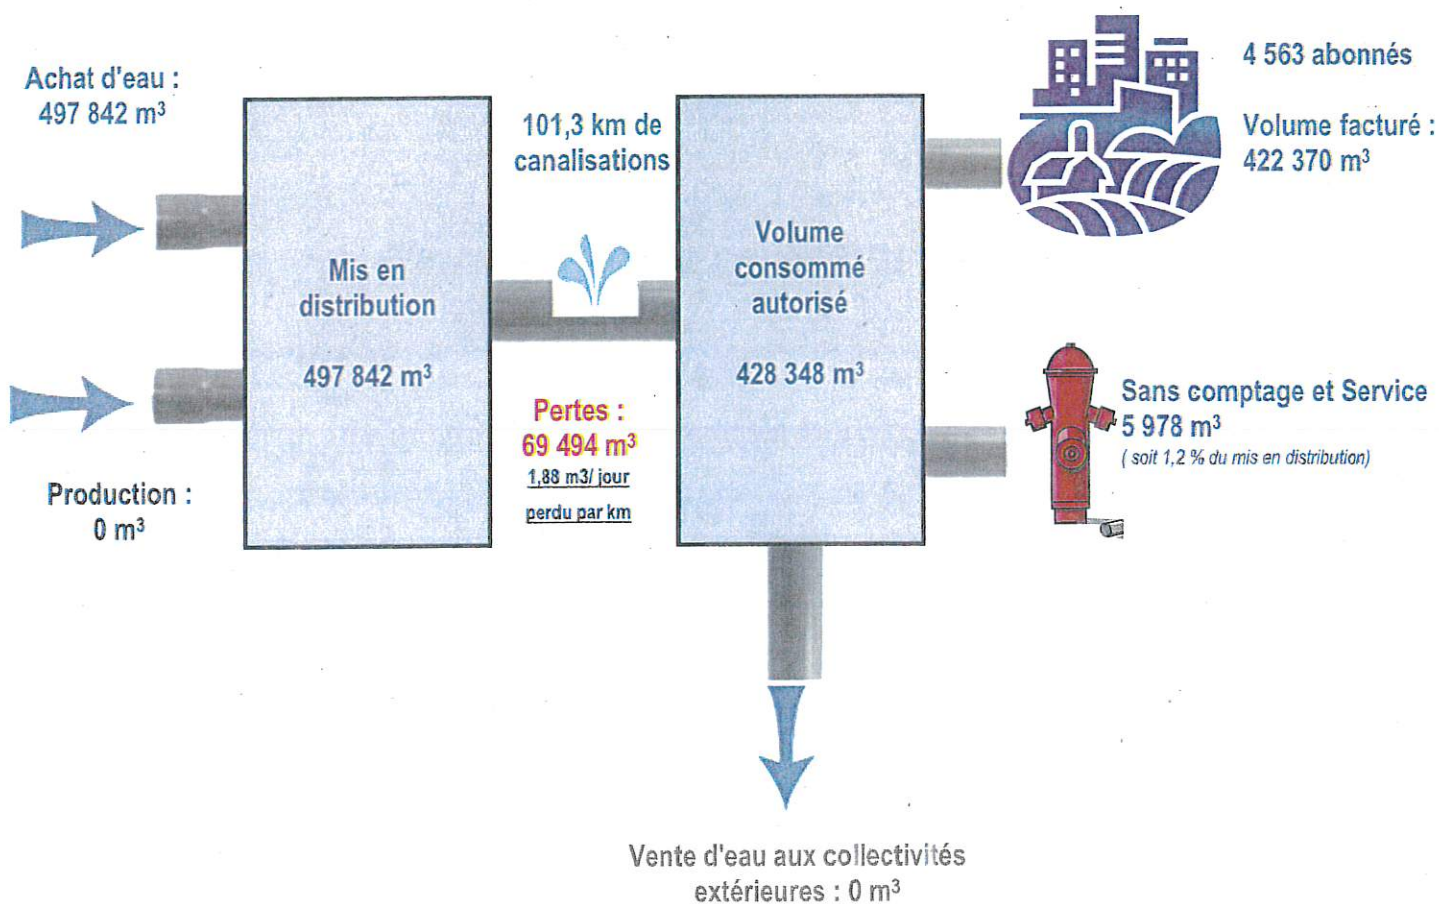 Achat d'eau :
497 842 m³
101,3 km de
canalisations
4 563 abonnés
Volume facturé :
422 370 m³
Mis en
distribution
497 842 m³
Volume
consommé
autorisé
428 348 m³
Pertes :
69 494 m³
1,88 m3/ jour
perdu par km
Sans comptage et Service
5 978 m³
( soit 1,2 % du mis en distribution)
Production :
0 m³
Vente d'eau aux collectivités
extérieures : 0 m³